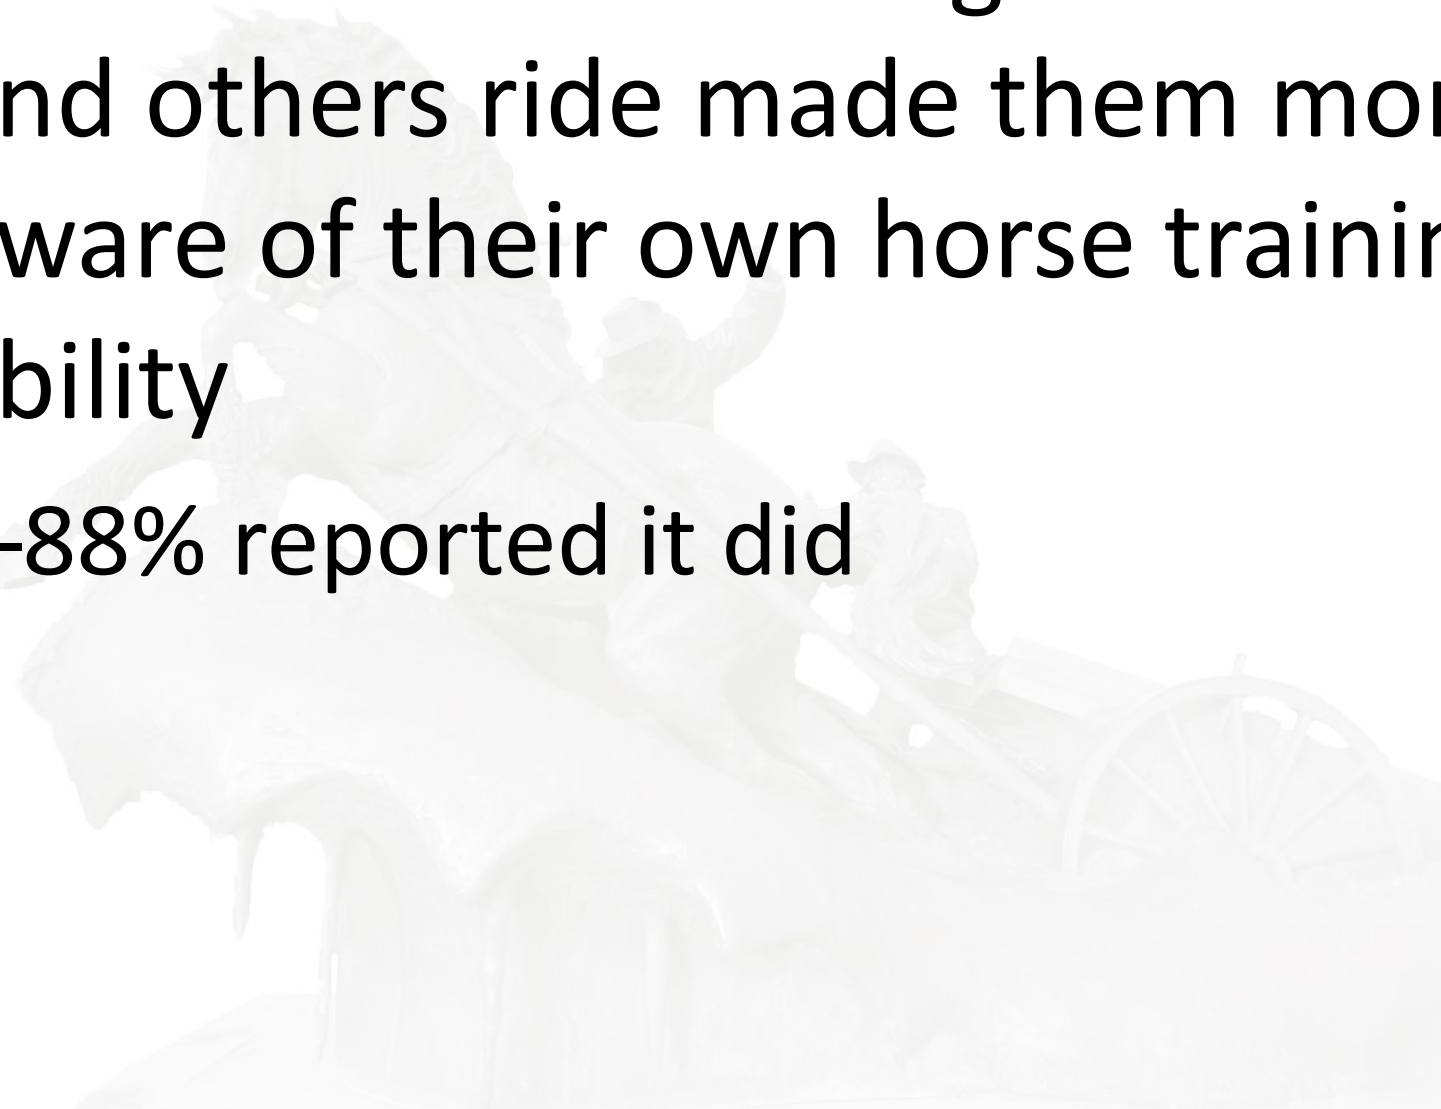 nd others ride made them mor
ware of their own horse trainin
bility
-88% reported it did